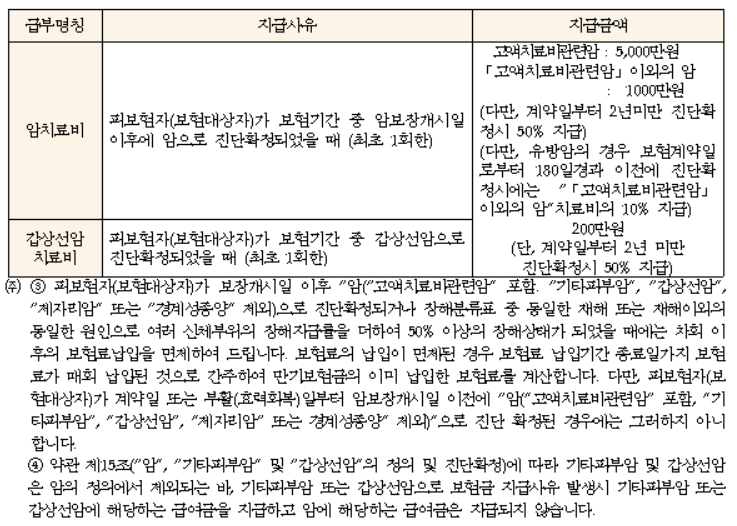 급부명칭 지급사유 지급금액
암치료비
피보험자(보험대상자)가 보험기간 중 암보장개시일
이후에 암으로 진단확정되었을 때 (최초 1회한)
고액치료비관련암 : 5,000만원
「고액치료비관련암」 이외의 암
: 1000만원
(다만, 계약일부터 2년미만 진단확
정시 50% 지급)
(다만, 유방암의 경우 보험계약일
로부터 180일경과 이전에 진단확
정시에는 "「고액치료비관련암」
이외의 암"치료비의 10% 지급)
갑상선암
치료비
피보험자(보험대상자)가 보험기간 중 갑상선암으로
진단확정되었을 때 (최초 1회한)
200만원
(단, 계약일부터 2년 미만
진단확정시 50% 지급)
㈜ ③ 피보험자(보험대상자)가 보장개시일 이후 "암("고액치료비관련암" 포함. "기타피부암", "갑상선암",
"제자리암" 또는 "경계성종양" 제외)으로 진단확정되거나 장해분류표 중 동일한 재해 또는 재해이외의
동일한 원인으로 여러 신체부위의 장해지급률을 더하여 50% 이상의 장해상태가 되었을 때에는 차회 이
후의 보험료납입을 면제하여 드립니다. 보험료의 납입이 면제된 경우 보험료 납입기간 종료일가지 보험
료가 매회 납입된 것으로 간주하여 만기보험금의 이미 납입한 보험료를 계산합니다. 다만, 피보험자(보
험대상자)가 계약일 또는 부활(효력회복)일부터 암보장개시일 이전에 "암("고액치료비관련암" 포함, "기
타피부암", "갑상선암", "제자리암" 또는 경계성종양" 제외)"으로 진단 확정된 경우에는 그러하지 아니
합니다.
④ 약관 제15조("암", "기타피부암" 및 "갑상선암"의 정의 및 진단확정)에 따라 기타피부암 및 갑상선암
은 암의 정의에서 제외되는 바, 기타피부암 또는 갑상선암으로 보험금 지급사유 발생시 기타피부암 또는
갑상선암에 해당하는 급여금을 지급하고 암에 해당하는 급여금은 지급되지 않습니다.